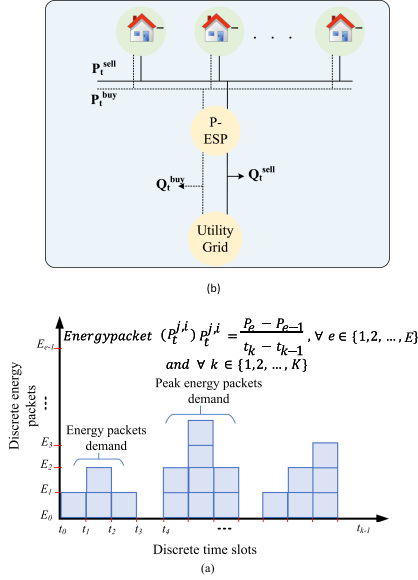 P_t^sell
P_t^buy
P-
ESP
Q_t^buy
Q_t^sell
Utility
Grid
(b)
Energypacket (P_t^{j,i}) P_t^{j,i} = (P_e − P_{e−1}) / (t_k − t_{k−1}), ∀ e ∈ {1,2, …, E}
and ∀ k ∈ {1,2, …, K}
Discrete energy
packets
E_{e-1}
Peak energy packets
demand
Energy packets
demand
E_3
E_2
E_1
E_0
t_0 t_1 t_2 t_3 t_4 t_{k-1}
Discrete time slots
(a)